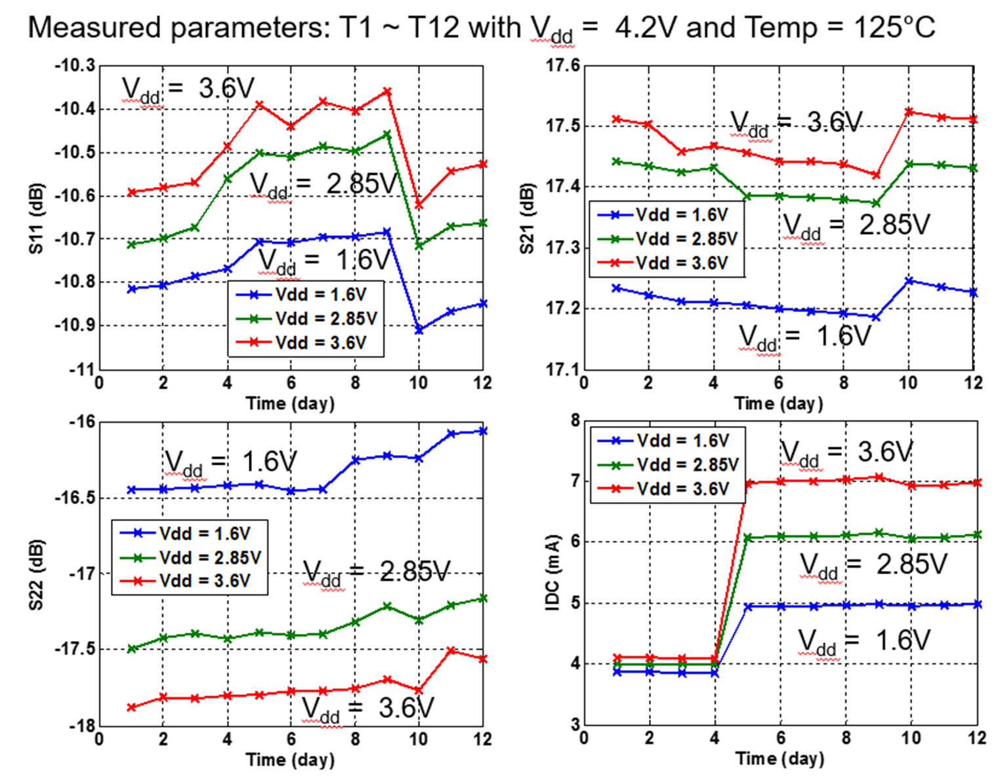 Measured parameters: T1 ~ T12 with Vdd = 4.2V and Temp = 125°C
-10.3
-10.4
-10.5
-10.6
-10.7
-10.8
-10.9
-11
S11 (dB)
Vdd = 3.6V
Vdd = 2.85V
Vdd = 1.6V
Vdd = 1.6V
Vdd = 2.85V
Vdd = 3.6V
0 2 4 6 8 10 12
Time (day)
17.6
17.5
17.4
17.3
17.2
17.1
S21 (dB)
Vdd = 3.6V
Vdd = 1.6V
Vdd = 2.85V
Vdd = 3.6V
Vdd = 2.85V
Vdd = 1.6V
0 2 4 6 8 10 12
Time (day)
-16
-16.5
-17
-17.5
-18
S22 (dB)
Vdd = 1.6V
Vdd = 1.6V
Vdd = 2.85V
Vdd = 3.6V
Vdd = 2.85V
Vdd = 3.6V
0 2 4 6 8 10 12
Time (day)
8
7
6
5
4
3
IDC (mA)
Vdd = 1.6V
Vdd = 2.85V
Vdd = 3.6V
Vdd = 3.6V
Vdd = 2.85V
Vdd = 1.6V
0 2 4 6 8 10 12
Time (day)